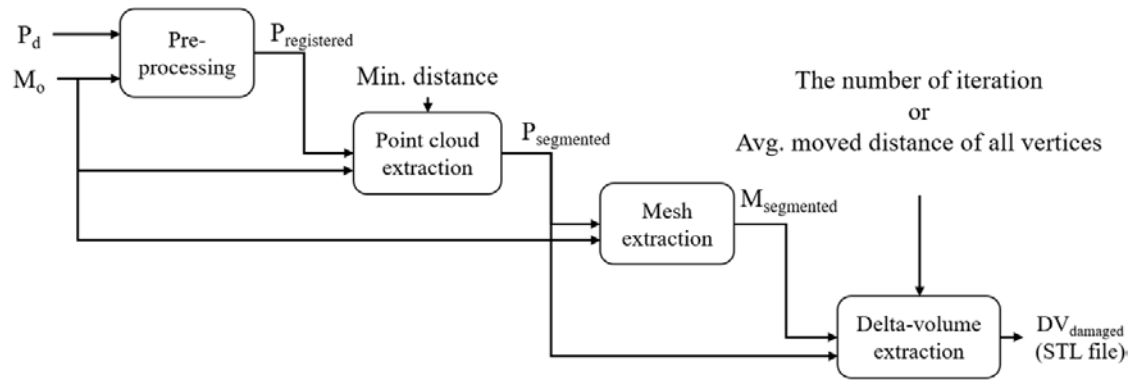 P_d
M_o
Pre-
processing
P_registered
Min. distance
Point cloud
extraction
P_segmented
The number of iteration
or
Avg. moved distance of all vertices
Mesh
extraction
M_segmented
Delta-volume
extraction
DV_damaged
(STL file)